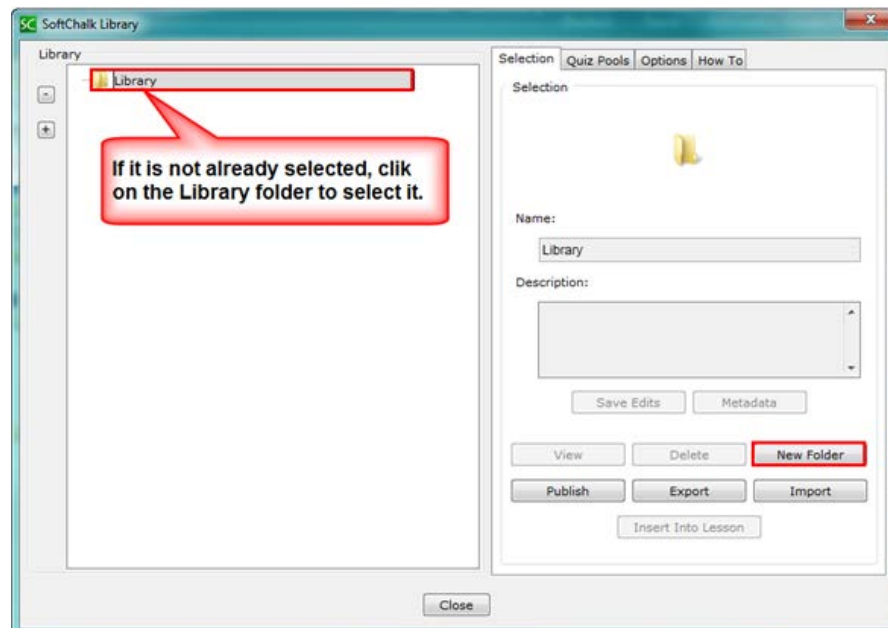 SC SoftChalk Library
x
Library
Library
-
+
If it is not already selected, clik
on the Library folder to select it.
Selection Quiz Pools Options How To
Selection
Name:
Library
Description:
Save Edits Metadata
View Delete New Folder
Publish Export Import
Insert Into Lesson
Close